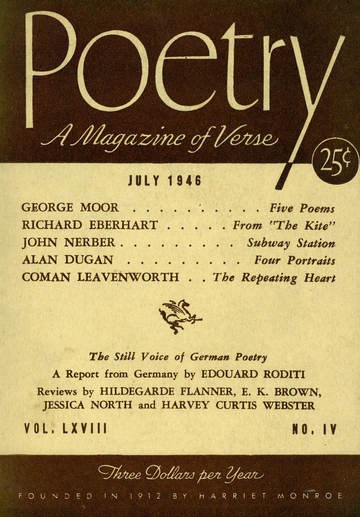 Poetry
A Magazine of Verse
25¢
JULY 1946
GEORGE MOOR . . . . . . . . . . Five Poems
RICHARD EBERHART . . . . . From "The Kite"
JOHN NERBER . . . . . . . . . Subway Station
ALAN DUGAN . . . . . . . . . Four Portraits
COMAN LEAVENWORTH . . The Repeating Heart
The Still Voice of German Poetry
A Report from Germany by EDOUARD RODITI
Reviews by HILDEGARDE FLANNER, E. K. BROWN,
JESSICA NORTH and HARVEY CURTIS WEBSTER
VOL. LXVIII NO. IV
Three Dollars per Year
FOUNDED IN 1912 BY HARRIET MONROE